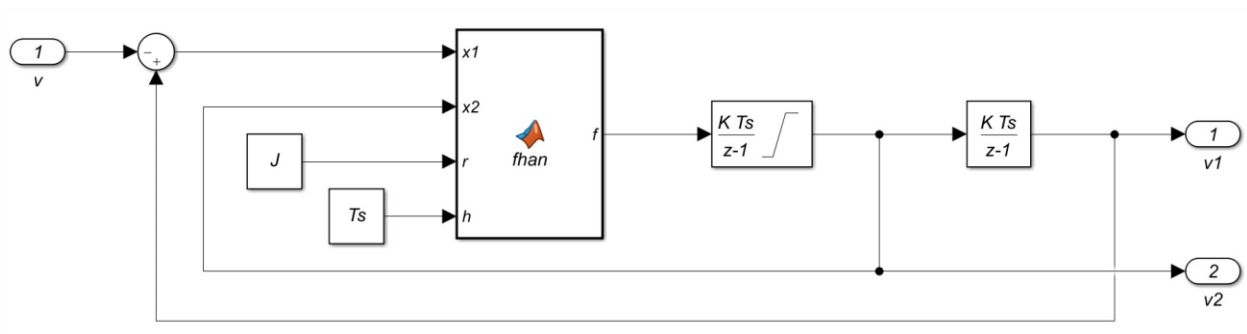 1
v
−
+
x1
x2
r
h
f
fhan
J
Ts
K Ts
z-1
K Ts
z-1
1
v1
2
v2